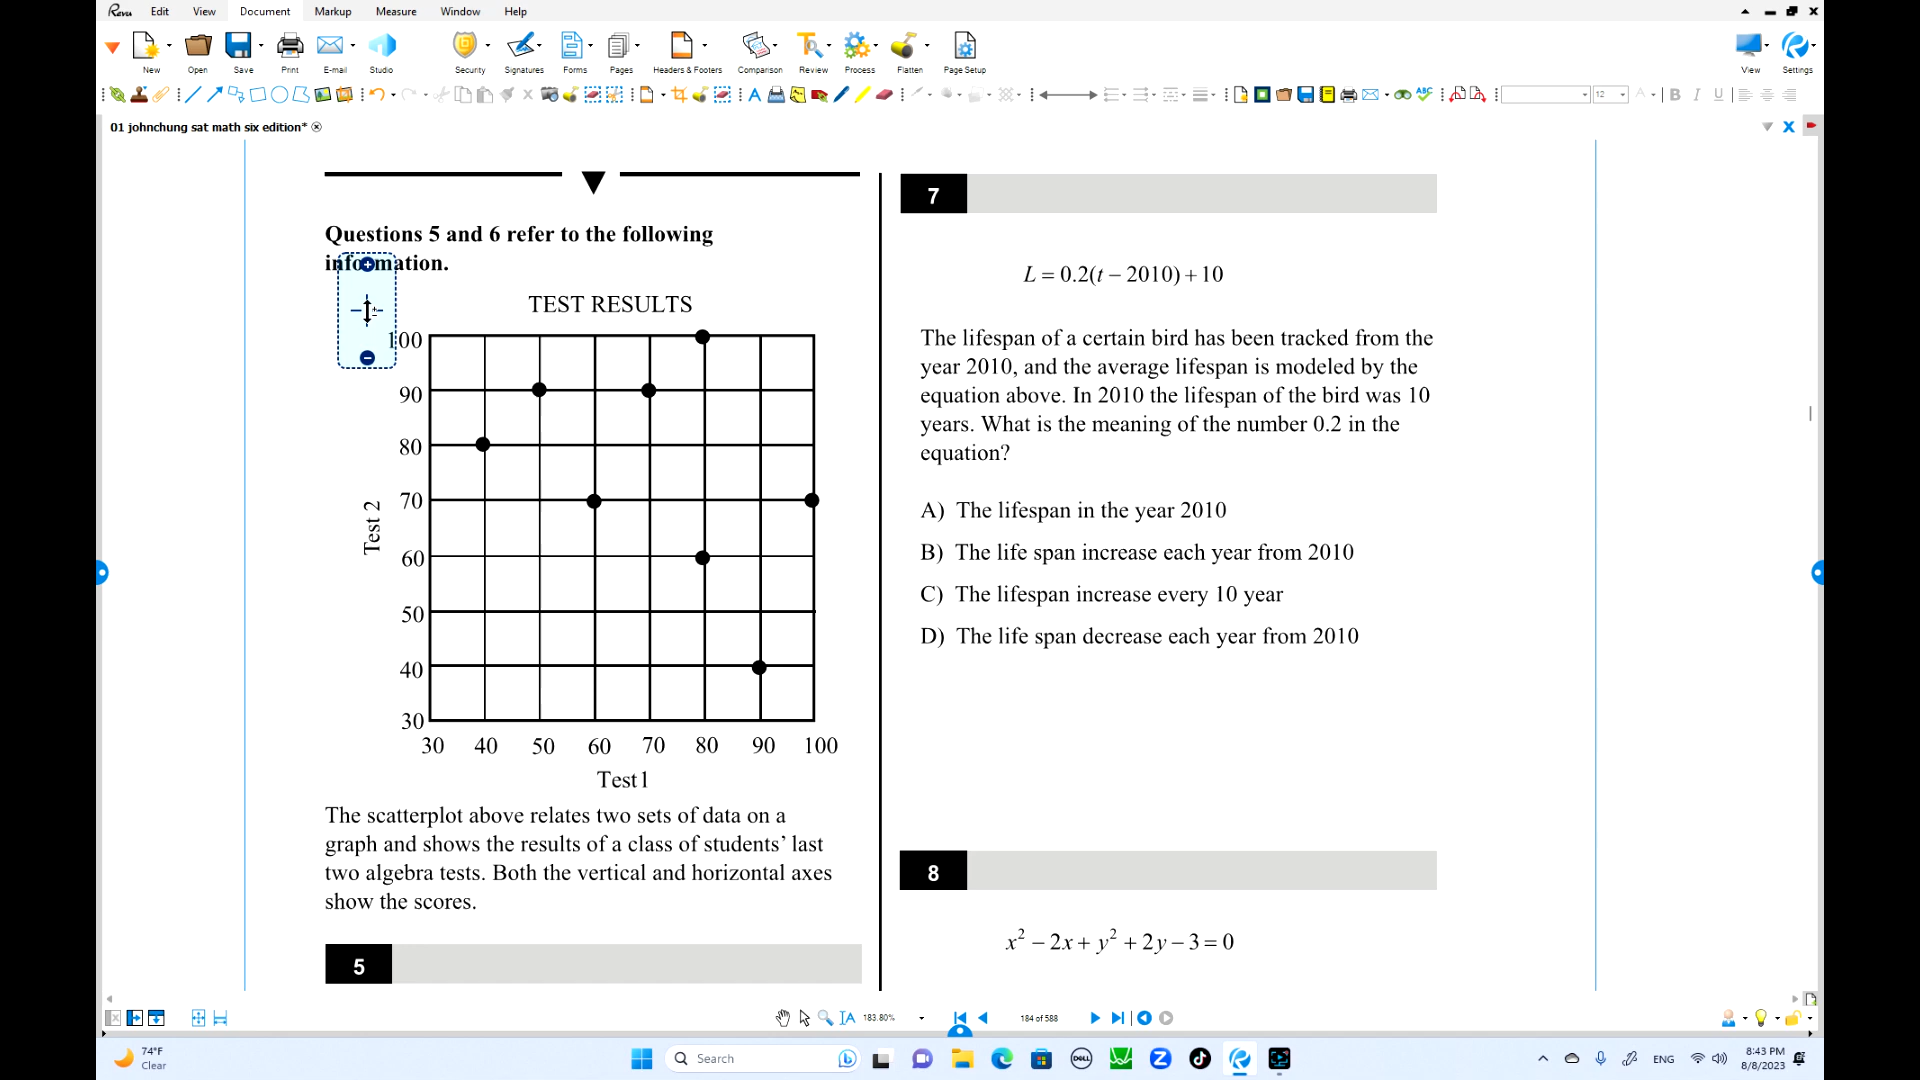 Revu Edit View Document Markup Measure Window Help
New Open Save Print E-mail Studio Security Signatures Forms Pages Headers & Footers Comparison Review Process Flatten Page Setup View Settings
12
01 johnchung sat math six edition*
Questions 5 and 6 refer to the following
information.
TEST RESULTS
100
90
80
70
60
50
40
30
Test 2
30 40 50 60 70 80 90 100
Test1
The scatterplot above relates two sets of data on a
graph and shows the results of a class of students’ last
two algebra tests. Both the vertical and horizontal axes
show the scores.
5
7
L = 0.2(t − 2010) + 10
The lifespan of a certain bird has been tracked from the
year 2010, and the average lifespan is modeled by the
equation above. In 2010 the lifespan of the bird was 10
years. What is the meaning of the number 0.2 in the
equation?
A) The lifespan in the year 2010
B) The life span increase each year from 2010
C) The lifespan increase every 10 year
D) The life span decrease each year from 2010
8
x² − 2x + y² + 2y − 3 = 0
183.80%
184 of 588
74°F
Clear
Search
DELL
ENG
8:43 PM
8/8/2023